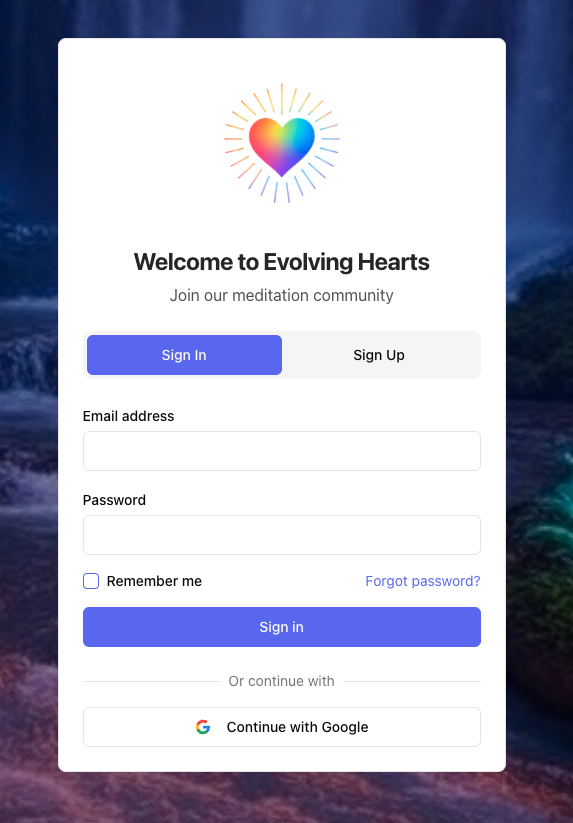 Welcome to Evolving Hearts
Join our meditation community
Sign In
Sign Up
Email address
Password
Remember me
Forgot password?
Sign in
Or continue with
Continue with Google